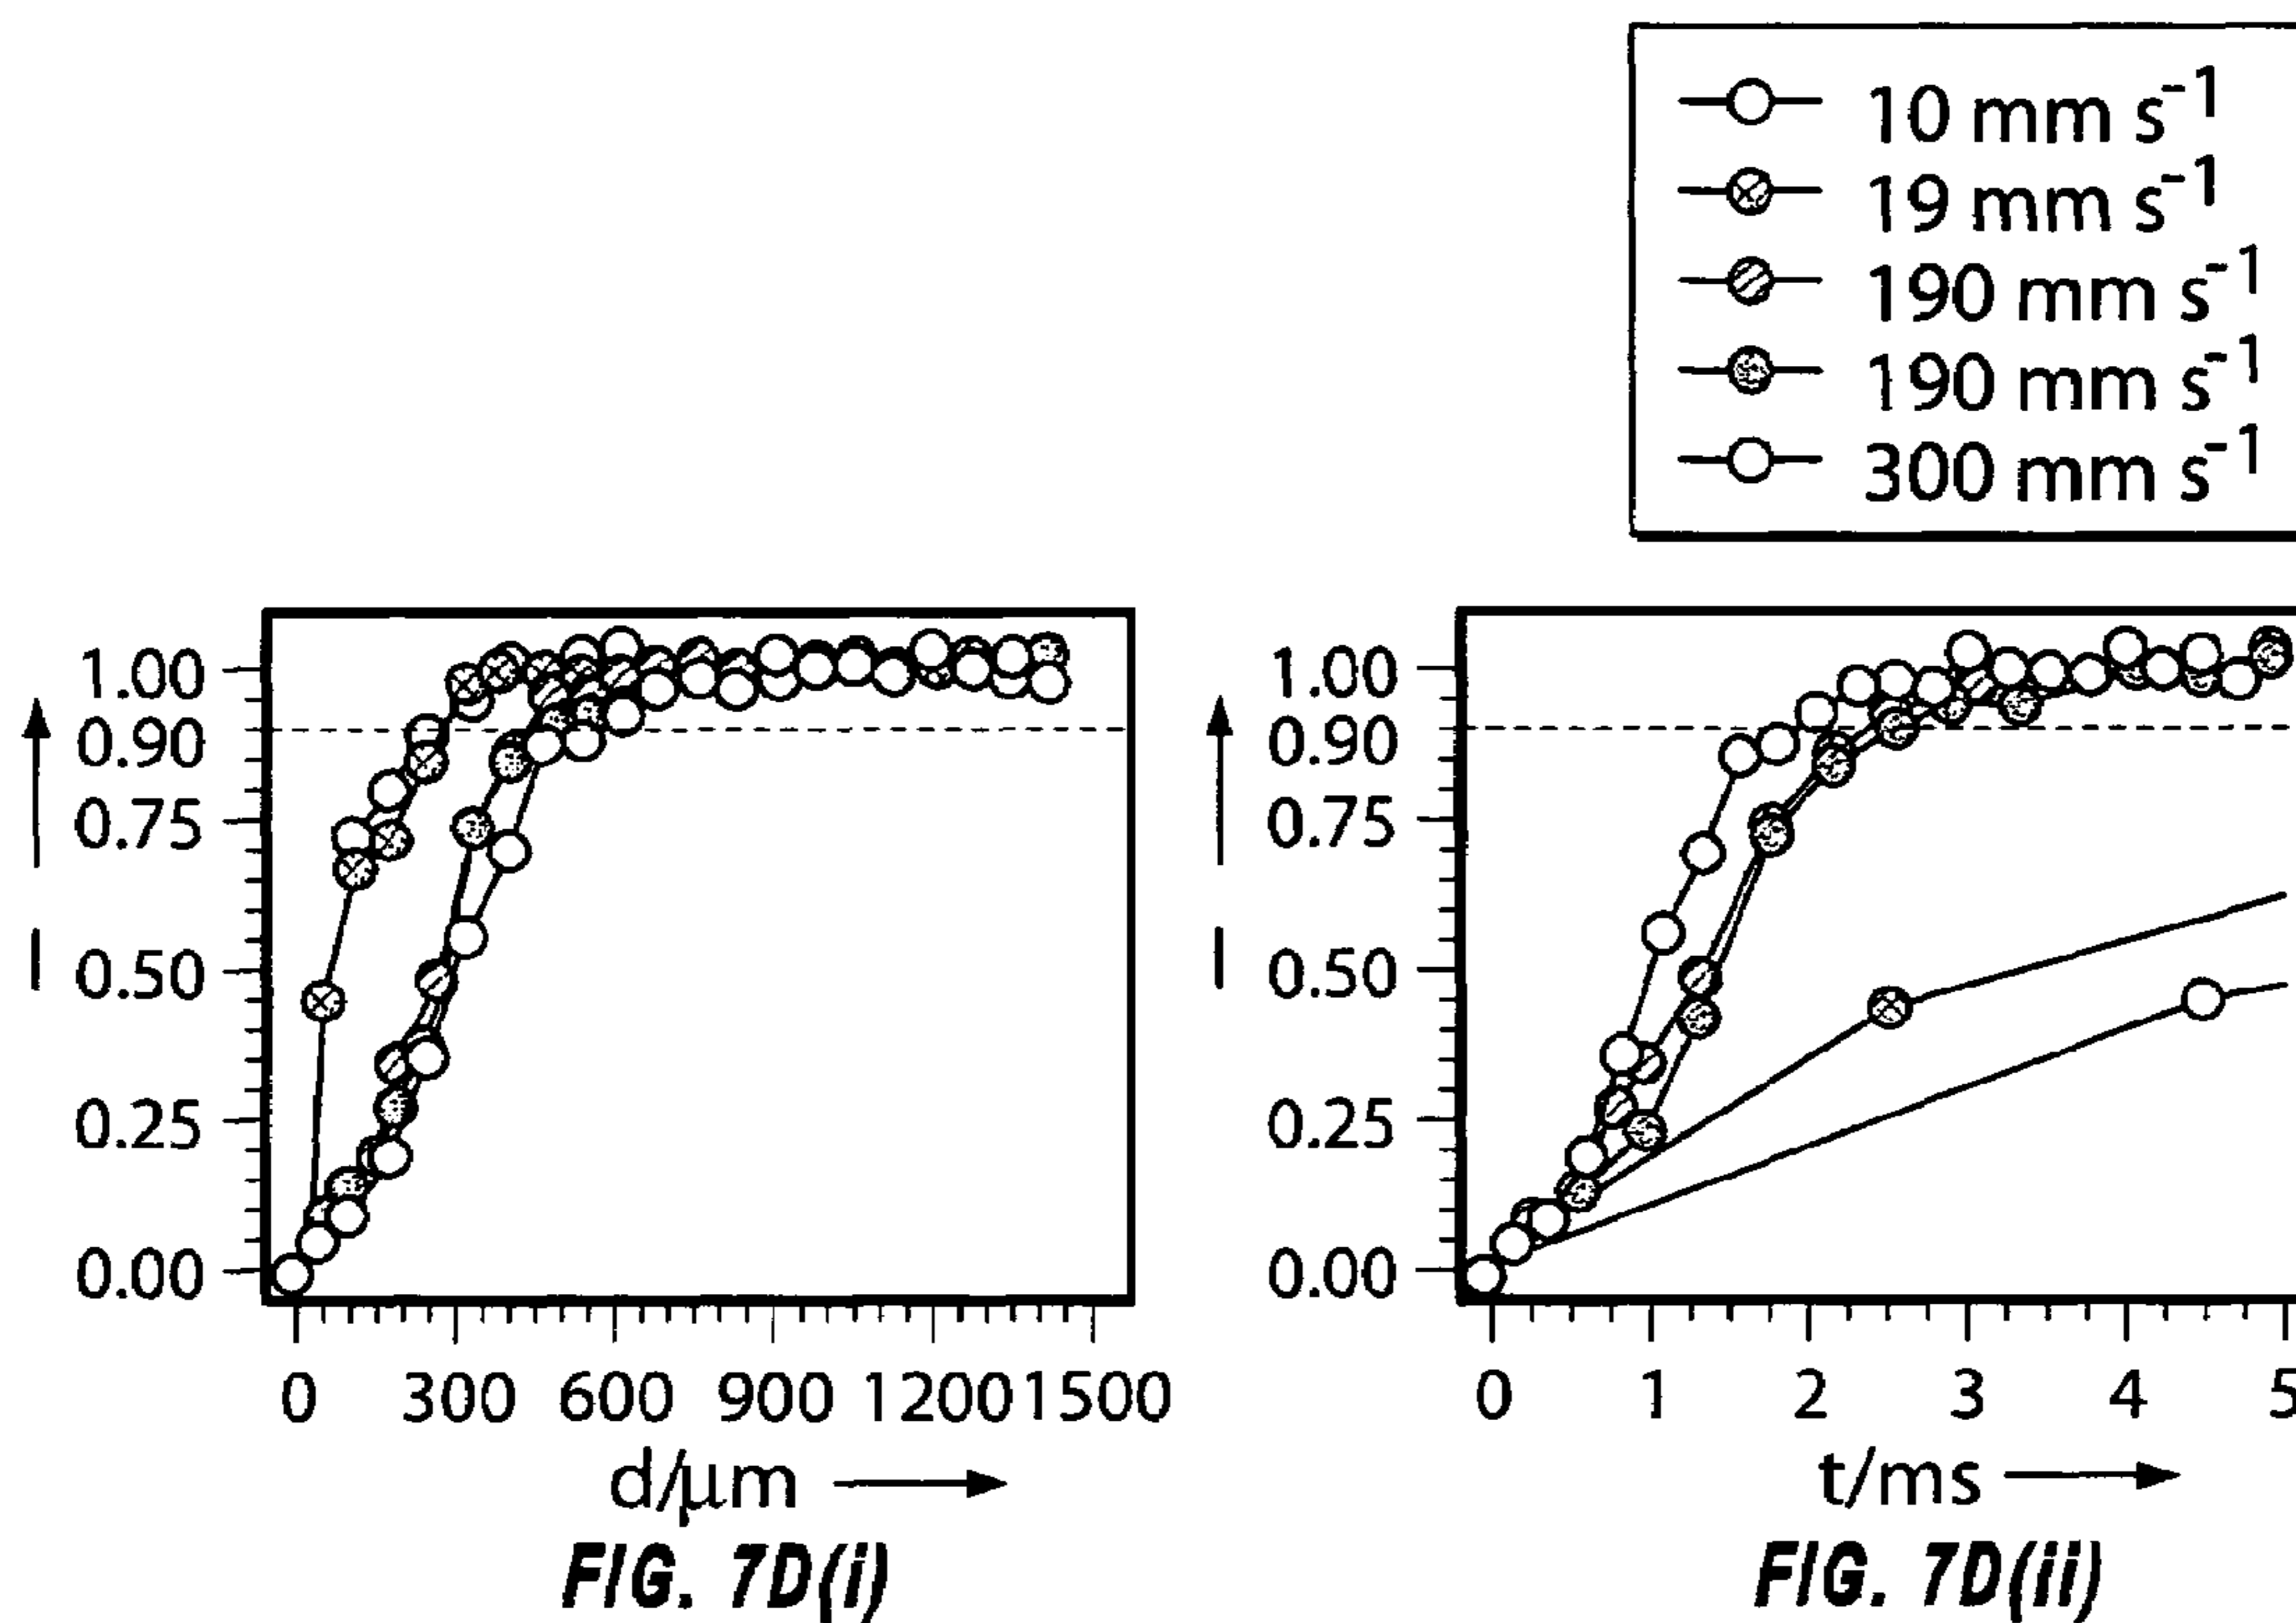 10 mm s⁻¹
19 mm s⁻¹
190 mm s⁻¹
190 mm s⁻¹
300 mm s⁻¹
1.00
0.90
0.75
0.50
0.25
0.00
I
0 300 600 900 1200 1500
d/μm
FIG. 7D(i)
1.00
0.90
0.75
0.50
0.25
0.00
I
0 1 2 3 4 5
t/ms
FIG. 7D(ii)